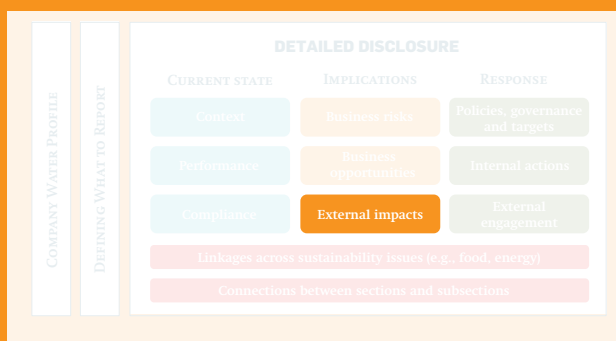 COMPANY WATER PROFILE
DEFINING WHAT TO REPORT
DETAILED DISCLOSURE
CURRENT STATE
IMPLICATIONS
RESPONSE
Context
Business risks
Policies, governance
and targets
Performance
Business
opportunities
Internal actions
Compliance
External impacts
External
engagement
Linkages across sustainability issues (e.g., food, energy)
Connections between sections and subsections